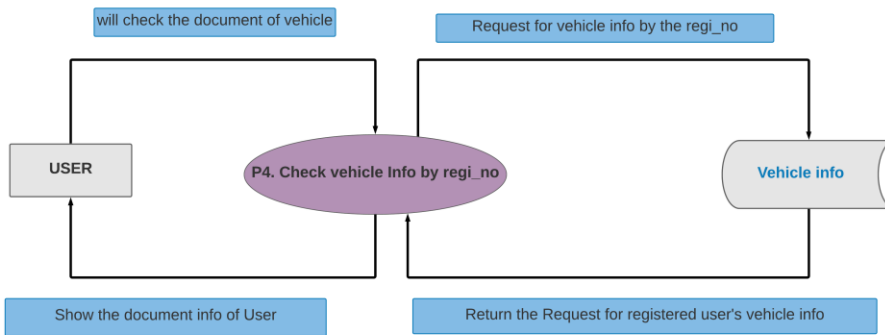 will check the document of vehicle
Request for vehicle info by the regi_no
USER
P4. Check vehicle Info by regi_no
Vehicle info
Show the document info of User
Return the Request for registered user's vehicle info